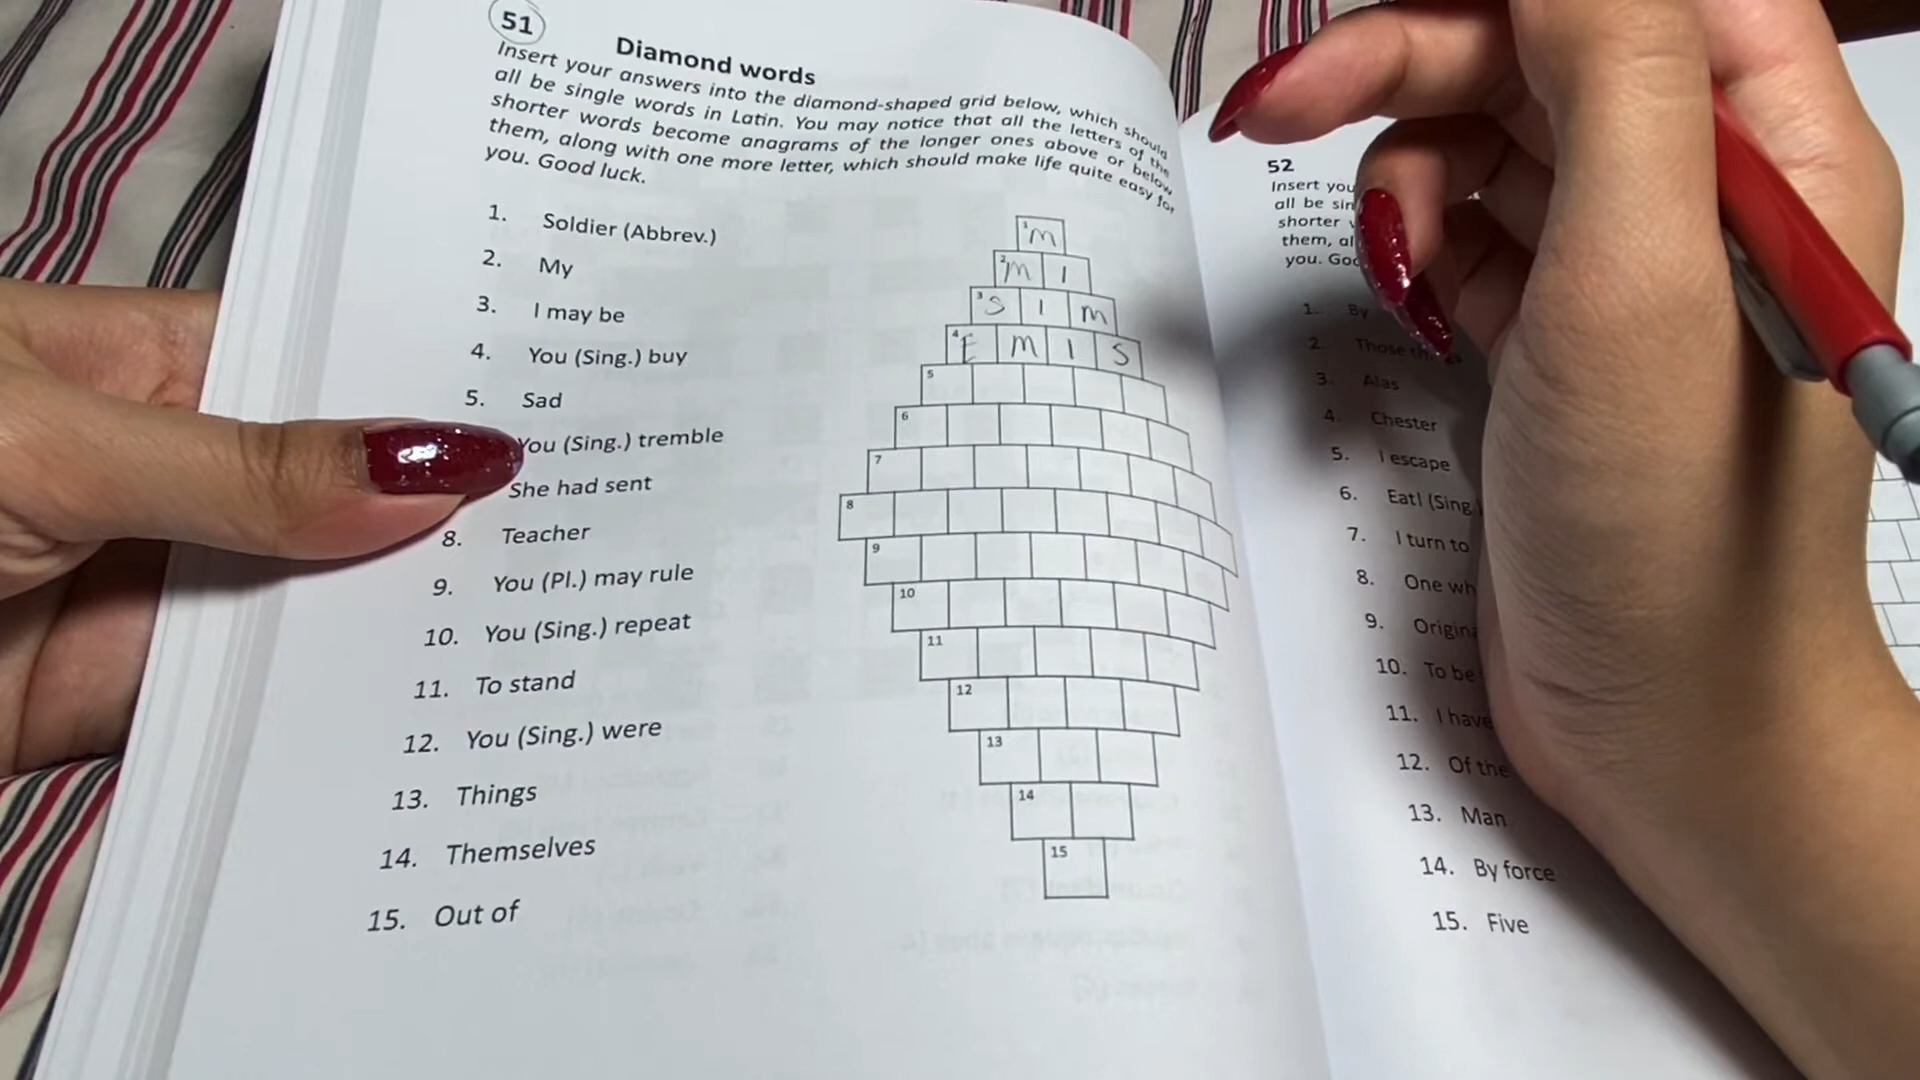 51
Diamond words
Insert your answers into the diamond-shaped grid below, which should
all be single words in Latin. You may notice that all the letters of the
shorter words become anagrams of the longer ones above or below
them, along with one more letter, which should make life quite easy for
you. Good luck.
1. Soldier (Abbrev.)
2. My
3. I may be
4. You (Sing.) buy
5. Sad
You (Sing.) tremble
She had sent
8. Teacher
9. You (Pl.) may rule
10. You (Sing.) repeat
11. To stand
12. You (Sing.) were
13. Things
14. Themselves
15. Out of
1 M
2 M I
3 S I M
4 E M I S
5
6
7
8
9
10
11
12
13
14
15
52
Insert you
all be sin
shorter
them, al
you. Goo
1. By
2. Those
3. Alas
4. Chester
5. I escape
6. Eat! (Sing.
7. I turn to
8. One wh
9. Origina
10. To be
11. I have
12. Of the
13. Man
14. By force
15. Five